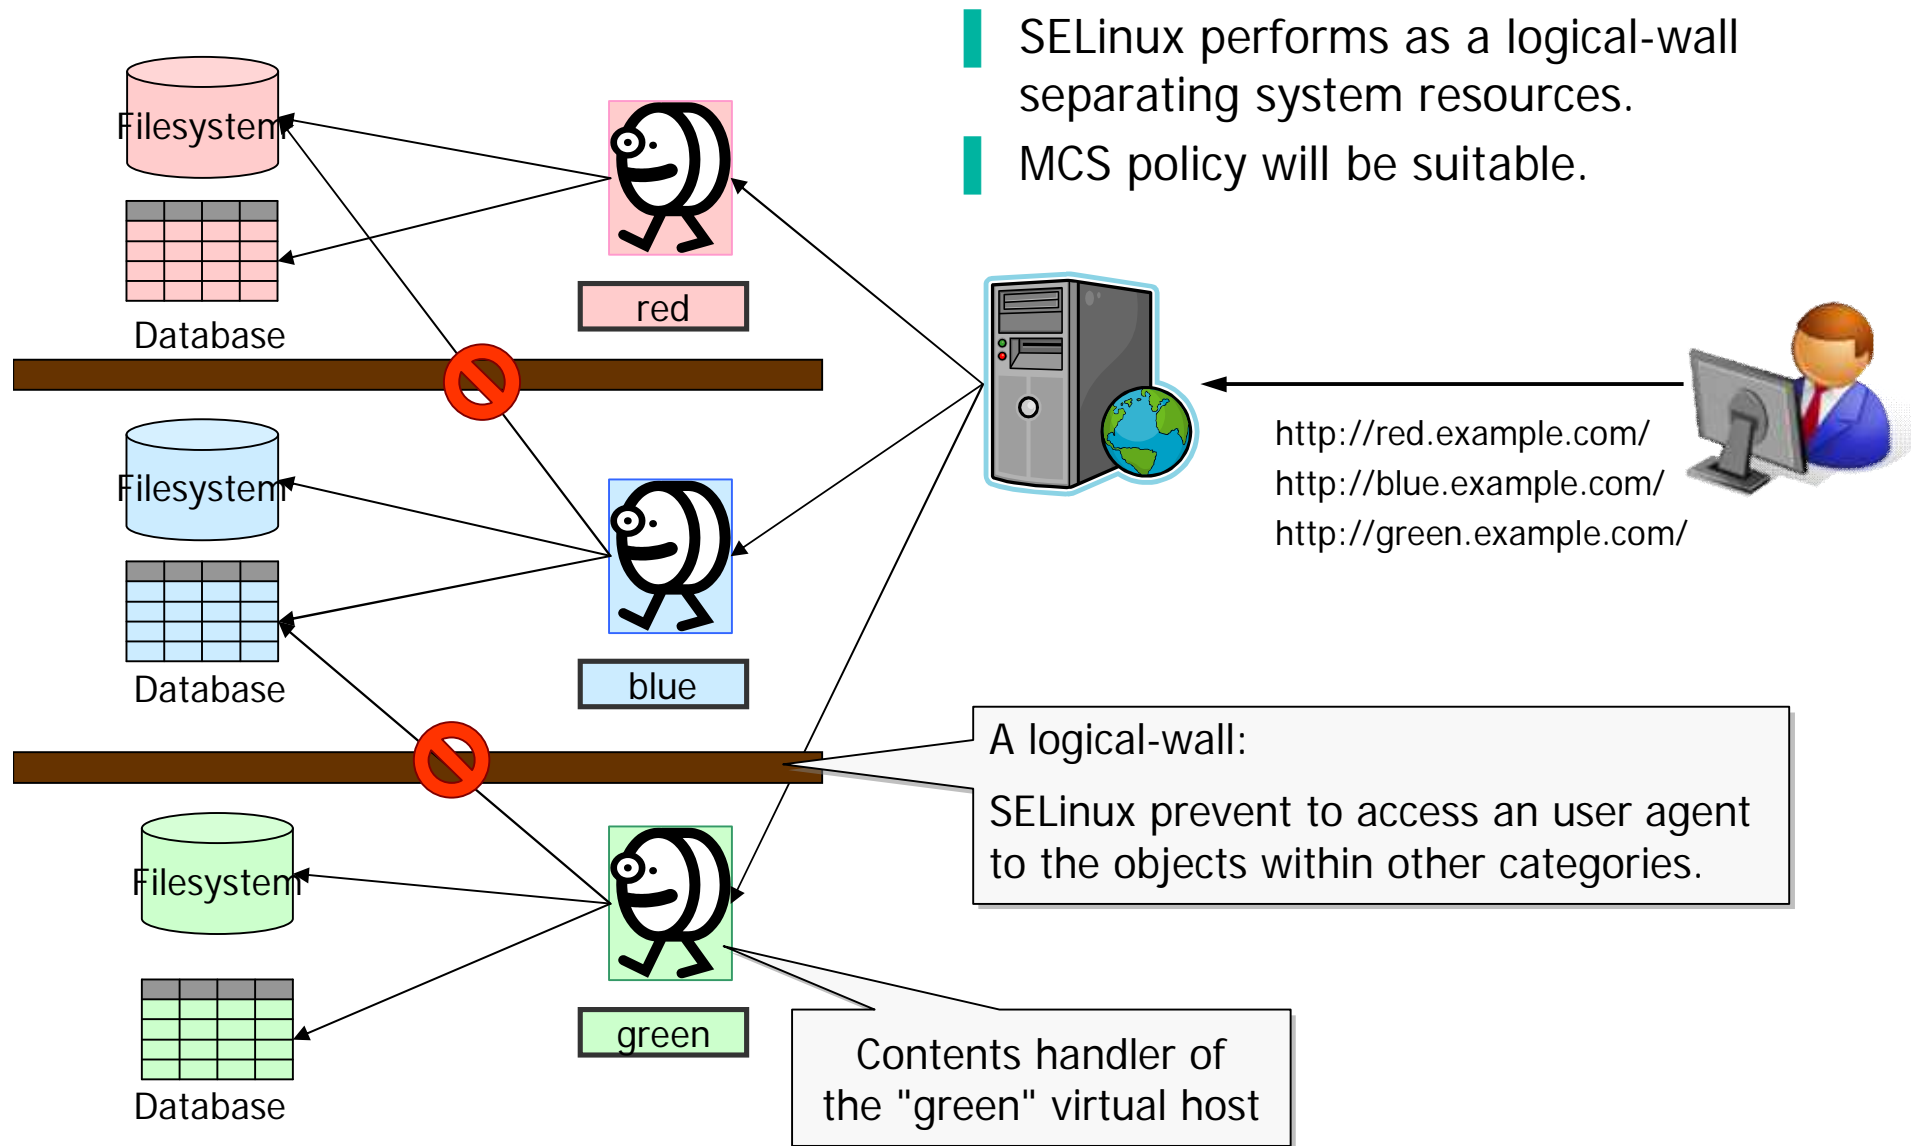 SELinux performs as a logical-wall
separating system resources.
MCS policy will be suitable.
Filesystem
Database
red
http://red.example.com/
http://blue.example.com/
http://green.example.com/
Filesystem
Database
blue
A logical-wall:
SELinux prevent to access an user agent
to the objects within other categories.
Filesystem
Database
green
Contents handler of
the "green" virtual host